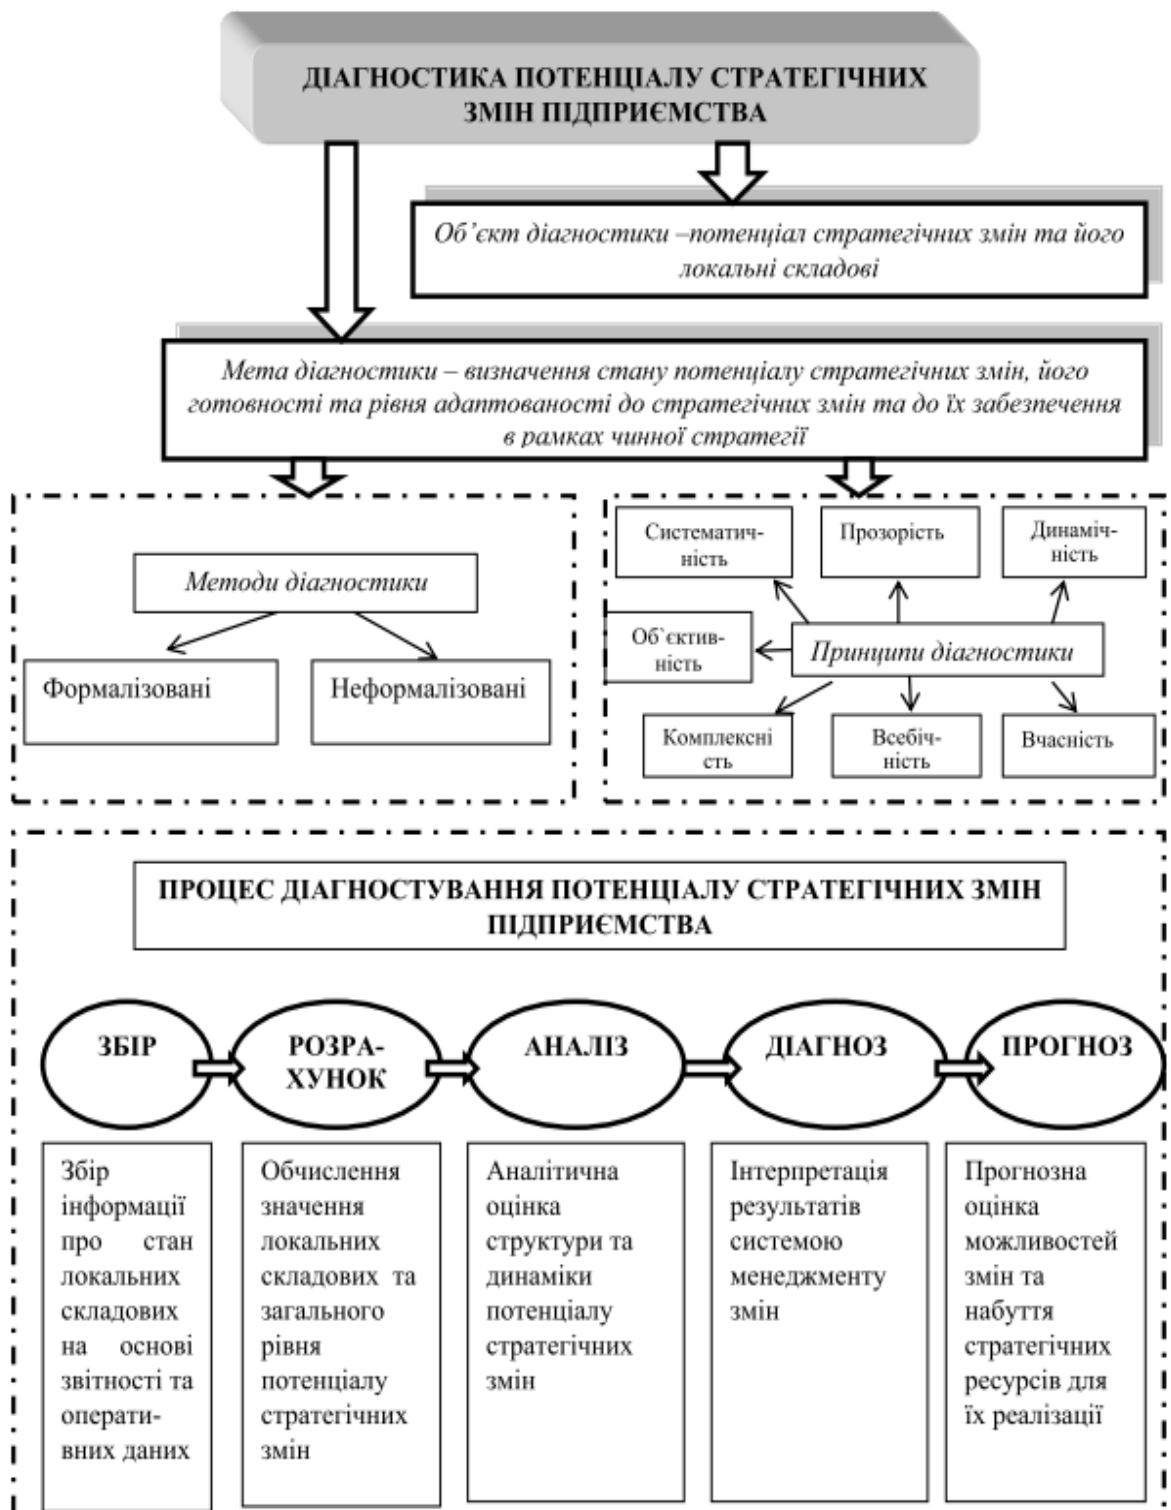 ДІАГНОСТИКА ПОТЕНЦІАЛУ СТРАТЕГІЧНИХ
ЗМІН ПІДПРИЄМСТВА
Об’єкт діагностики –потенціал стратегічних змін та його
локальні складові
Мета діагностики – визначення стану потенціалу стратегічних змін, його
готовності та рівня адаптованості до стратегічних змін та до їх забезпечення
в рамках чинної стратегії
Методи діагностики
Формалізовані
Неформалізовані
Систематич-
ність
Прозорість
Динаміч-
ність
Об`єктив-
ність
Принципи діагностики
Комплексні
сть
Всебіч-
ність
Вчасність
ПРОЦЕС ДІАГНОСТУВАННЯ ПОТЕНЦІАЛУ СТРАТЕГІЧНИХ ЗМІН
ПІДПРИЄМСТВА
ЗБІР
РОЗРА-
ХУНОК
АНАЛІЗ
ДІАГНОЗ
ПРОГНОЗ
Збір
інформації
про стан
локальних
складових
на основі
звітності та
операти-
вних даних
Обчислення
значення
локальних
складових та
загального
рівня
потенціалу
стратегічних
змін
Аналітична
оцінка
структури та
динаміки
потенціалу
стратегічних
змін
Інтерпретація
результатів
системою
менеджменту
змін
Прогнозна
оцінка
можливостей
змін та
набуття
стратегічних
ресурсів для
їх реалізації